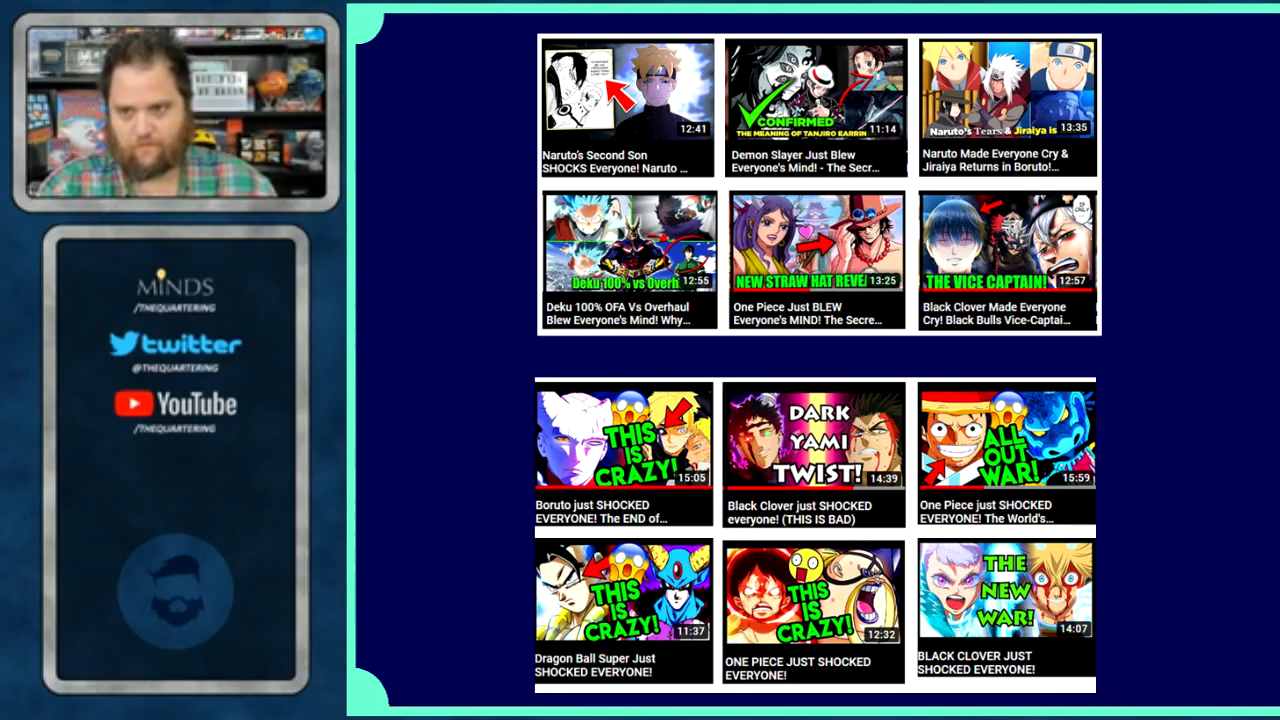 MINDS
/THEQUARTERING
twitter
@THEQUARTERING
YouTube
/THEQUARTERING
12:41
Naruto's Second Son
SHOCKS Everyone! Naruto ...
CONFIRMED
THE MEANING OF TANJIRO EARRIN
11:14
Demon Slayer Just Blew
Everyone's Mind! - The Secr...
Naruto's Tears & Jiraiya is
13:35
Naruto Made Everyone Cry &
Jiraiya Returns in Boruto!...
Deku 100% vs Overh
12:55
Deku 100% OFA Vs Overhaul
Blew Everyone's Mind! Why...
NEW STRAW HAT REVE
13:25
One Piece Just BLEW
Everyone's MIND! The Secre...
IF ONLY
THE VICE CAPTAIN!
12:57
Black Clover Made Everyone
Cry! Black Bulls Vice-Captai...
THIS
IS
CRAZY!
15:05
Boruto just SHOCKED
EVERYONE! The END of...
DARK
YAMI
TWIST!
14:39
Black Clover just SHOCKED
everyone! (THIS IS BAD)
ALL
OUT
WAR!
15:59
One Piece just SHOCKED
EVERYONE! The World's...
THIS
IS
CRAZY!
11:37
Dragon Ball Super Just
SHOCKED EVERYONE!
THIS
IS
CRAZY!
12:32
ONE PIECE JUST SHOCKED
EVERYONE!
THE
NEW
WAR!
14:07
BLACK CLOVER JUST
SHOCKED EVERYONE!